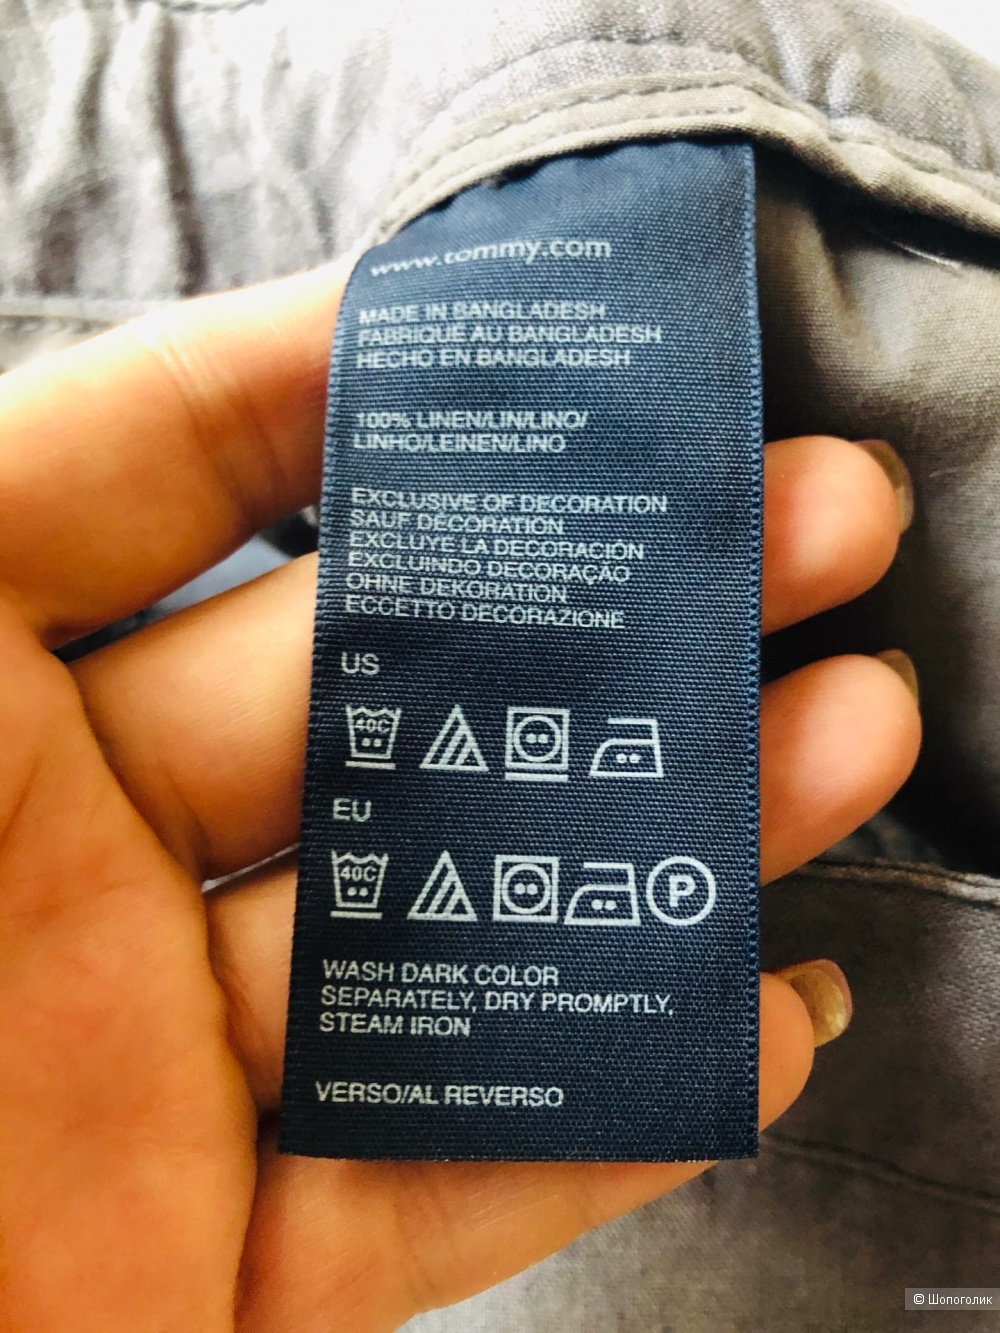 www.tommy.com
MADE IN BANGLADESH
FABRIQUE AU BANGLADESH
HECHO EN BANGLADESH
100% LINEN/LIN/LINO/
LINHO/LEINEN/LINO
EXCLUSIVE OF DECORATION
SAUF DÉCORATION
EXCLUYE LA DECORACIÓN
EXCLUINDO DECORAÇÃO
OHNE DEKORATION
ECCETTO DECORAZIONE
US
40C
EU
40C
P
WASH DARK COLOR
SEPARATELY, DRY PROMPTLY,
STEAM IRON
VERSO/AL REVERSO
© Шопоголик